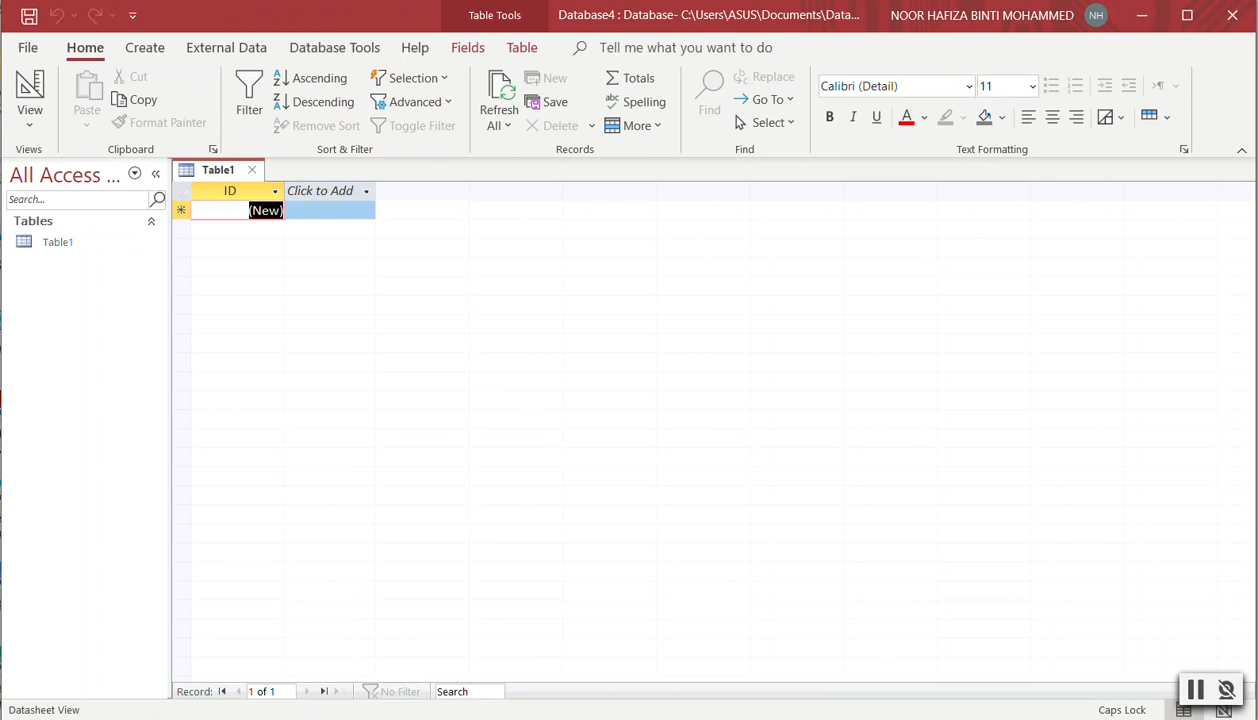 Table Tools
Database4 : Database- C:\Users\ASUS\Documents\Data...
NOOR HAFIZA BINTI MOHAMMED
NH
File
Home
Create
External Data
Database Tools
Help
Fields
Table
Tell me what you want to do
View
Paste
Cut
Copy
Format Painter
Filter
Ascending
Descending
Remove Sort
Selection
Advanced
Toggle Filter
Refresh
All
New
Save
Delete
Totals
Spelling
More
Find
Replace
Go To
Select
Calibri (Detail)
11
B
I
U
A
Views
Clipboard
Sort & Filter
Records
Find
Text Formatting
All Access ...
Search...
Tables
Table1
Table1
ID
Click to Add
(New)
Record:
1 of 1
No Filter
Search
Datasheet View
Caps Lock